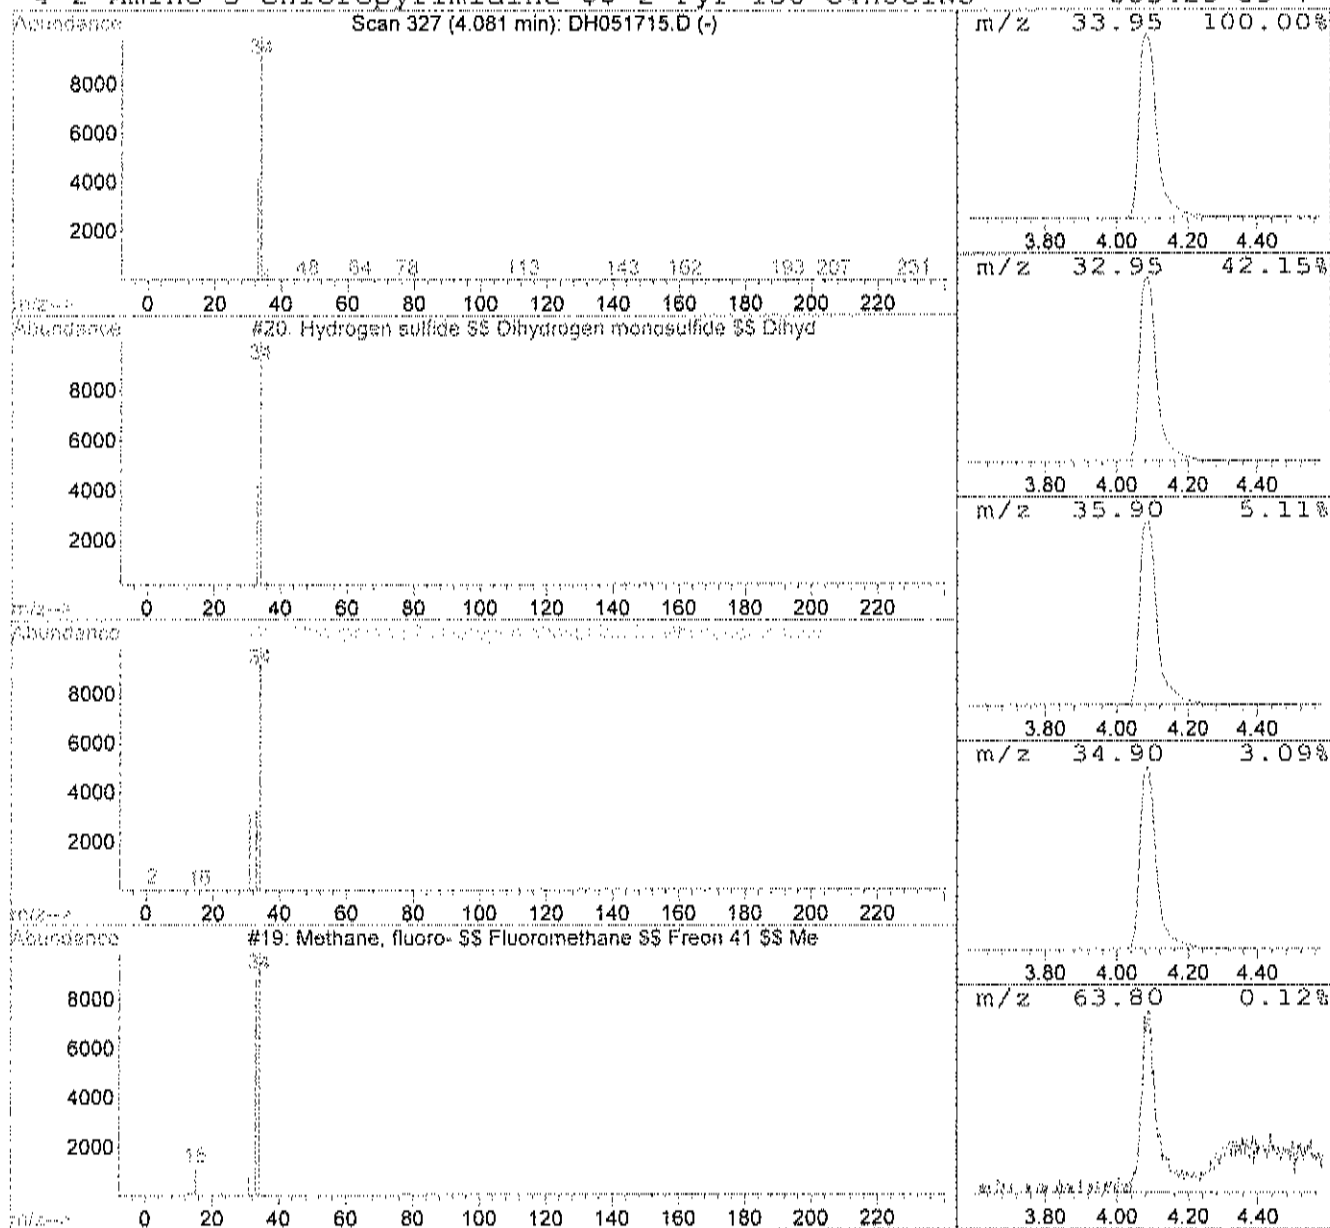 Abundance Scan 327 (4.081 min): DH051715.D (-)
34
8000
6000
4000
2000
48 64 78 113 143 162 193 207 231
m/z--> 0 20 40 60 80 100 120 140 160 180 200 220
Abundance #20: Hydrogen sulfide $$ Dihydrogen monosulfide $$ Dihyd
34
8000
6000
4000
2000
m/z--> 0 20 40 60 80 100 120 140 160 180 200 220
Abundance
34
8000
6000
4000
2000
2
m/z--> 0 20 40 60 80 100 120 140 160 180 200 220
Abundance #19: Methane, fluoro- $$ Fluoromethane $$ Freon 41 $$ Me
34
8000
6000
4000
2000
15
m/z--> 0 20 40 60 80 100 120 140 160 180 200 220
m/z 33.95 100.00%
3.80 4.00 4.20 4.40
m/z 32.95 42.15%
3.80 4.00 4.20 4.40
m/z 35.90 5.11%
3.80 4.00 4.20 4.40
m/z 34.90 3.09%
3.80 4.00 4.20 4.40
m/z 63.80 0.12%
3.80 4.00 4.20 4.40